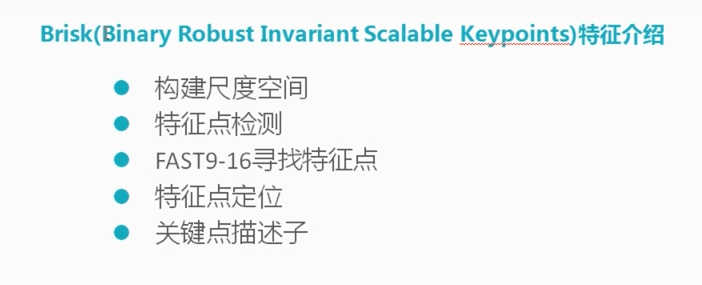 Brisk(Binary Robust Invariant Scalable Keypoints)特征介绍
构建尺度空间
特征点检测
FAST9-16寻找特征点
特征点定位
关键点描述子